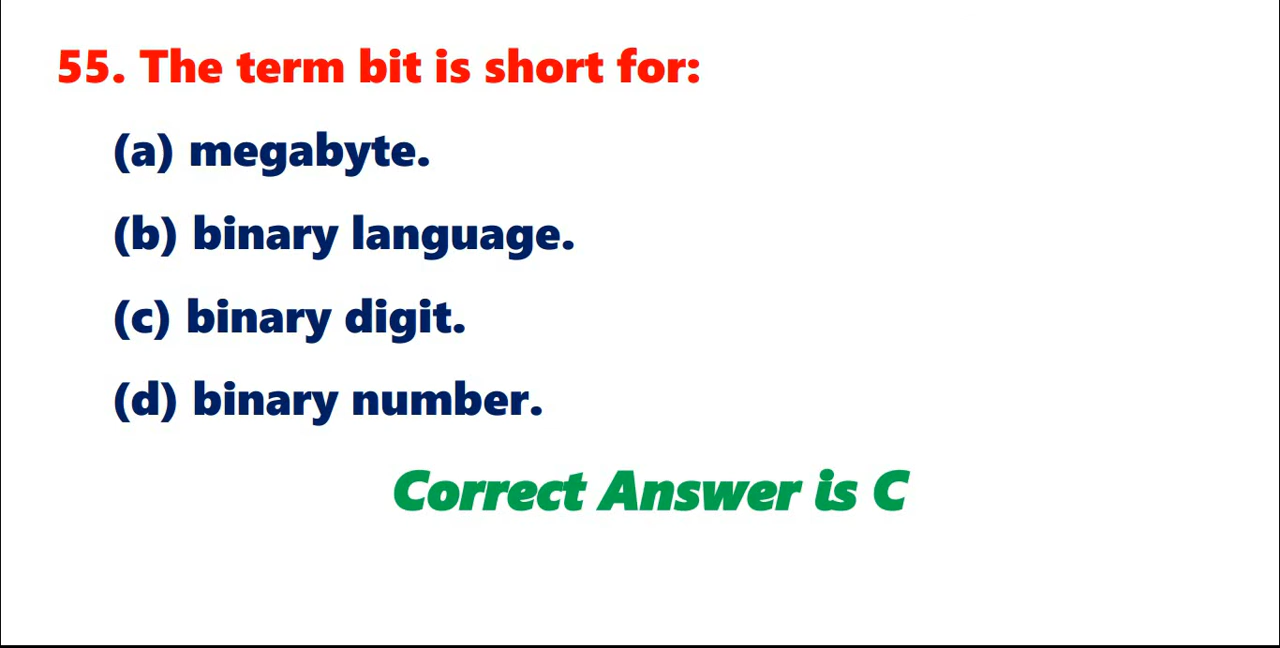 55. The term bit is short for:
(a) megabyte.
(b) binary language.
(c) binary digit.
(d) binary number.
Correct Answer is C